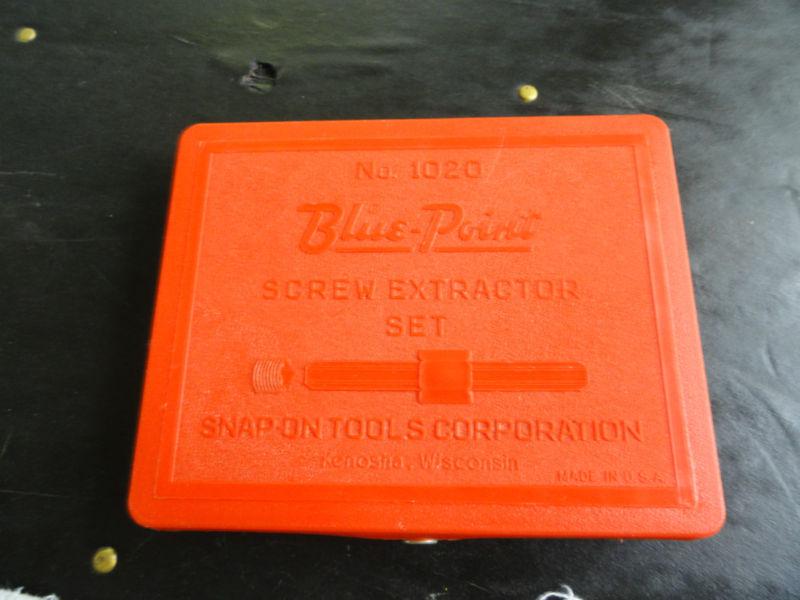 No. 1020
Blue-Point
SCREW EXTRACTOR
SET
SNAP-ON TOOLS CORPORATION
Kenosha, Wisconsin
MADE IN U.S.A.